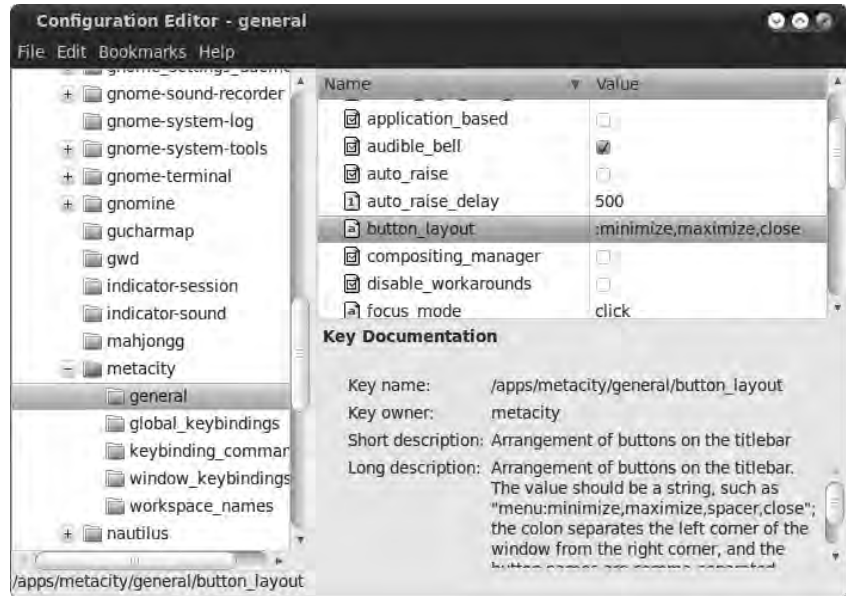 Configuration Editor - general
File Edit Bookmarks Help
gnome-sound-recorder
gnome-system-log
gnome-system-tools
gnome-terminal
gnomine
gucharmap
gwd
indicator-session
indicator-sound
mahjongg
metacity
general
global_keybindings
keybinding_comman
window_keybindings
workspace_names
nautilus
/apps/metacity/general/button_layout
Name Value
application_based
audible_bell
auto_raise
auto_raise_delay 500
button_layout :minimize,maximize,close
compositing_manager
disable_workarounds
focus_mode click
Key Documentation
Key name: /apps/metacity/general/button_layout
Key owner: metacity
Short description: Arrangement of buttons on the titlebar
Long description: Arrangement of buttons on the titlebar.
The value should be a string, such as
"menu:minimize,maximize,spacer,close";
the colon separates the left corner of the
window from the right corner, and the